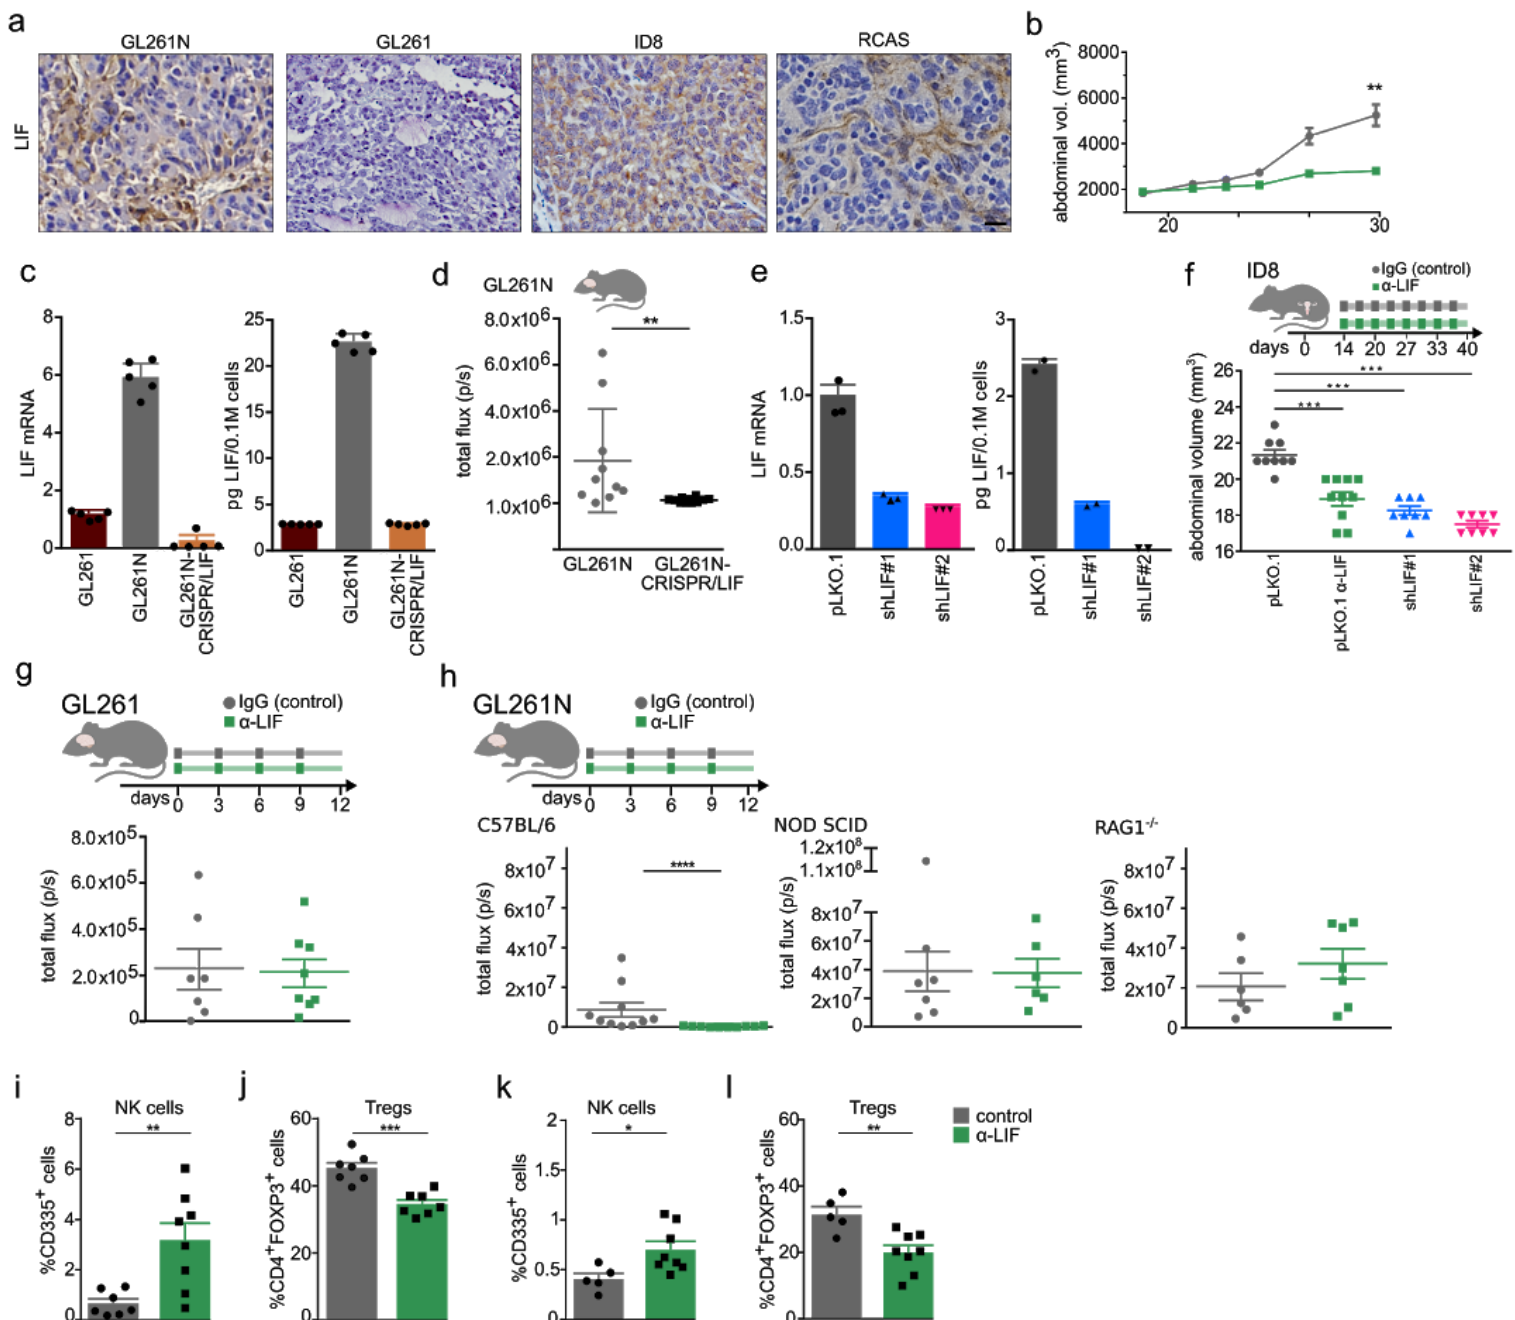 a
GL261N
GL261
ID8
RCAS
LIF
b
abdominal vol. (mm³)
8000
6000
4000
2000
**
20
30
c
LIF mRNA
8
6
4
2
0
GL261
GL261N
GL261N-
CRISPR/LIF
pg LIF/0.1M cells
25
20
15
10
5
0
GL261
GL261N
GL261N-
CRISPR/LIF
d
GL261N
total flux (p/s)
8.0x10⁶
6.0x10⁶
4.0x10⁶
2.0x10⁶
1.0x10⁶
**
GL261N
GL261N-
CRISPR/LIF
e
LIF mRNA
1.5
1.0
0.5
0.0
pLKO.1
shLIF#1
shLIF#2
pg LIF/0.1M cells
3
2
1
0
pLKO.1
shLIF#1
shLIF#2
f
ID8
IgG (control)
α-LIF
days
0 14 20 27 33 40
abdominal volume (mm³)
26
24
22
20
18
16
***
***
***
pLKO.1
pLKO.1 α-LIF
shLIF#1
shLIF#2
g
GL261
IgG (control)
α-LIF
days 0 3 6 9 12
total flux (p/s)
8.0x10⁵
6.0x10⁵
4.0x10⁵
2.0x10⁵
0
h
GL261N
IgG (control)
α-LIF
days 0 3 6 9 12
C57BL/6
total flux (p/s)
8x10⁷
6x10⁷
4x10⁷
2x10⁷
0
****
NOD SCID
total flux (p/s)
1.2x10⁸
1.1x10⁸
8x10⁷
6x10⁷
4x10⁷
2x10⁷
0
RAG1⁻/⁻
total flux (p/s)
8x10⁷
6x10⁷
4x10⁷
2x10⁷
0
i
NK cells
**
%CD335⁺ cells
8
6
4
2
0
j
Tregs
***
%CD4⁺FOXP3⁺ cells
60
40
20
0
k
NK cells
*
%CD335⁺ cells
2
1.5
1
0.5
0
l
Tregs
**
%CD4⁺FOXP3⁺ cells
60
40
20
0
control
α-LIF